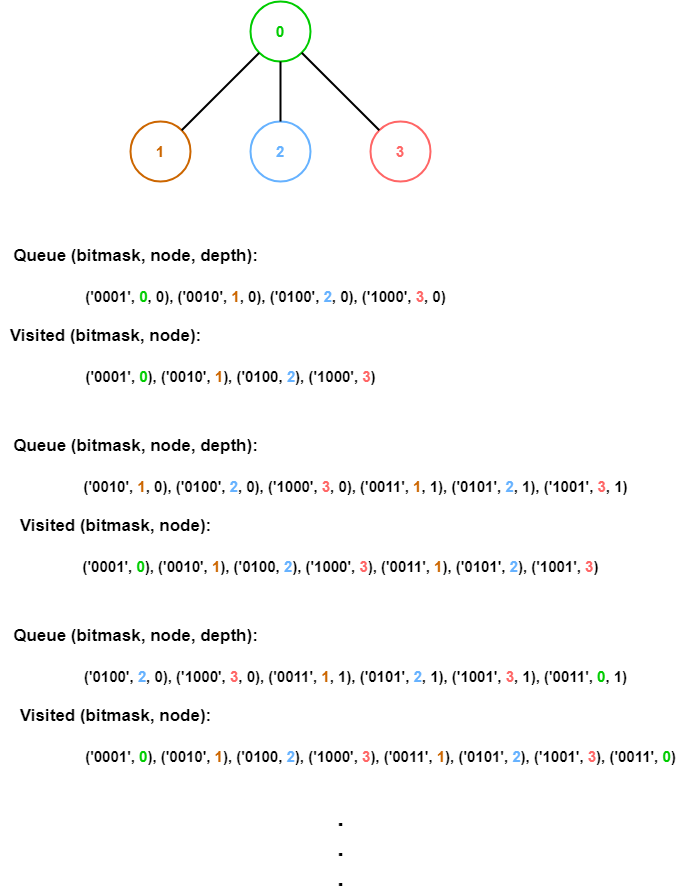 0
1 2 3
Queue (bitmask, node, depth):
('0001', 0, 0), ('0010', 1, 0), ('0100', 2, 0), ('1000', 3, 0)
Visited (bitmask, node):
('0001', 0), ('0010', 1), ('0100, 2), ('1000', 3)
Queue (bitmask, node, depth):
('0010', 1, 0), ('0100', 2, 0), ('1000', 3, 0), ('0011', 1, 1), ('0101', 2, 1), ('1001', 3, 1)
Visited (bitmask, node):
('0001', 0), ('0010', 1), ('0100, 2), ('1000', 3), ('0011', 1), ('0101', 2), ('1001', 3)
Queue (bitmask, node, depth):
('0100', 2, 0), ('1000', 3, 0), ('0011', 1, 1), ('0101', 2, 1), ('1001', 3, 1), ('0011', 0, 1)
Visited (bitmask, node):
('0001', 0), ('0010', 1), ('0100, 2), ('1000', 3), ('0011', 1), ('0101', 2), ('1001', 3), ('0011', 0)
.
.
.